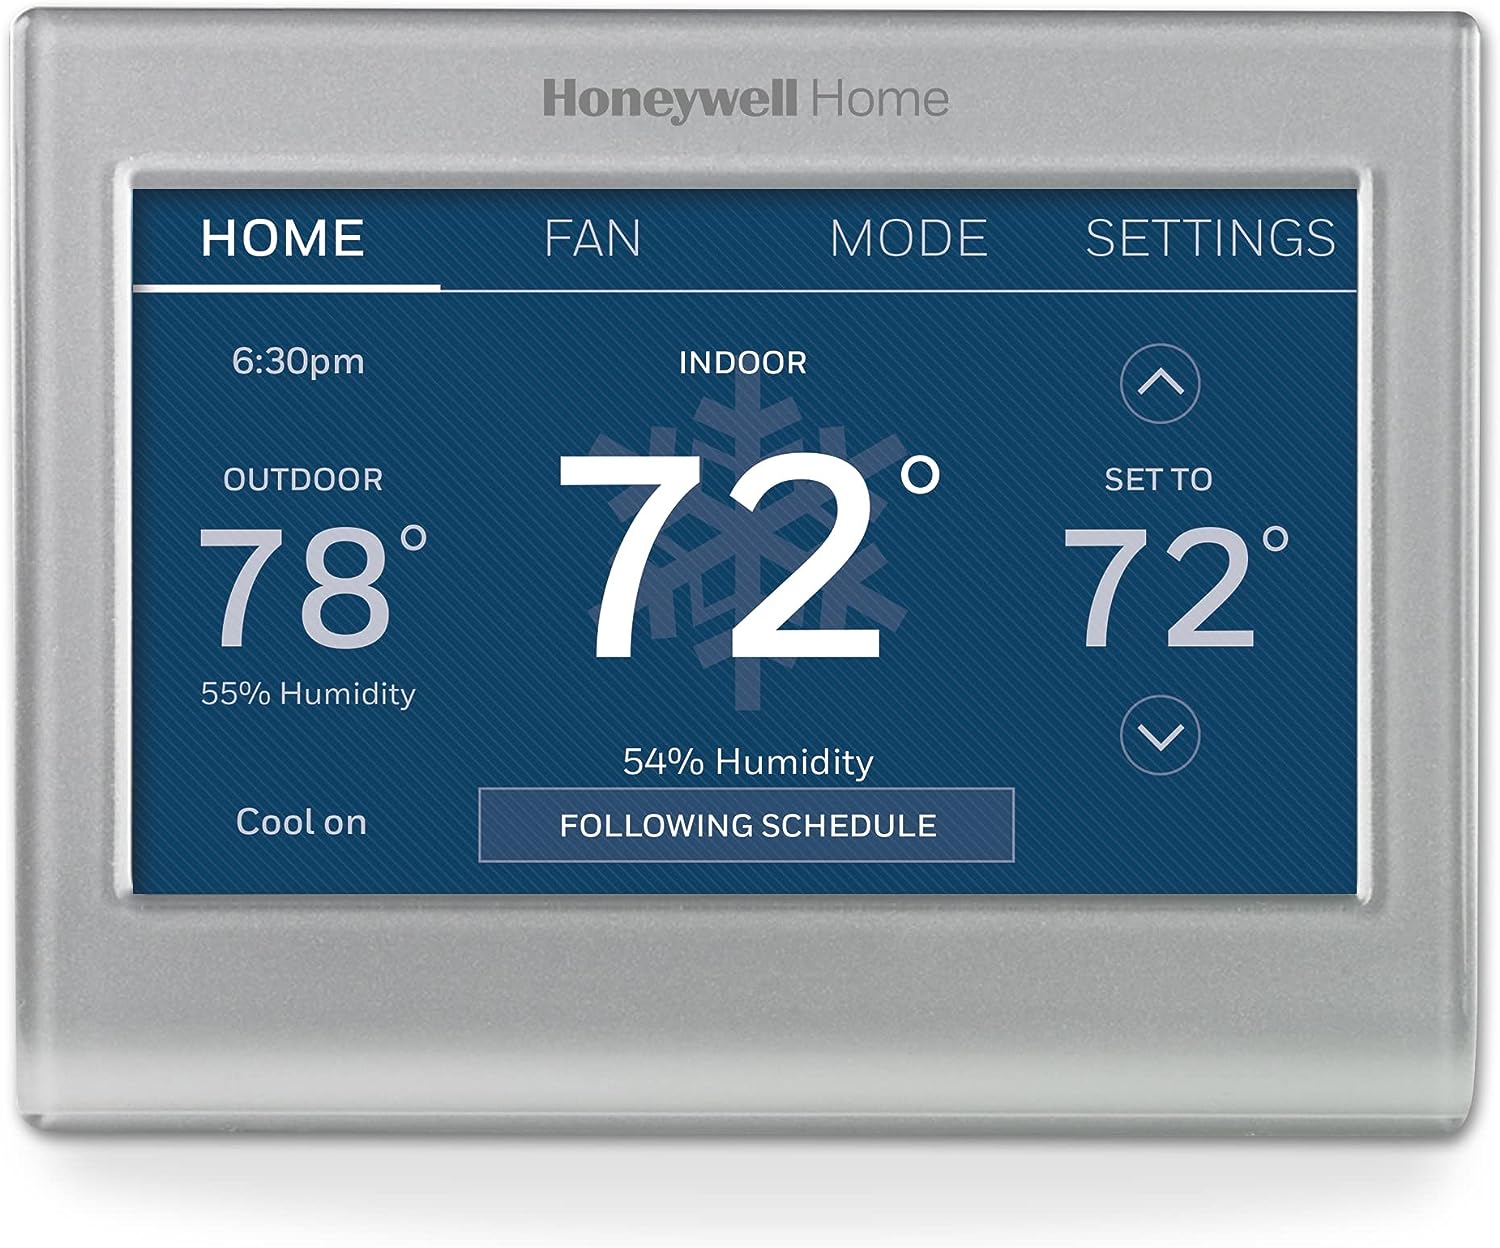 Honeywell Home
HOME FAN MODE SETTINGS
6:30pm
OUTDOOR
78°
55% Humidity
Cool on
INDOOR
72°
54% Humidity
FOLLOWING SCHEDULE
SET TO
72°